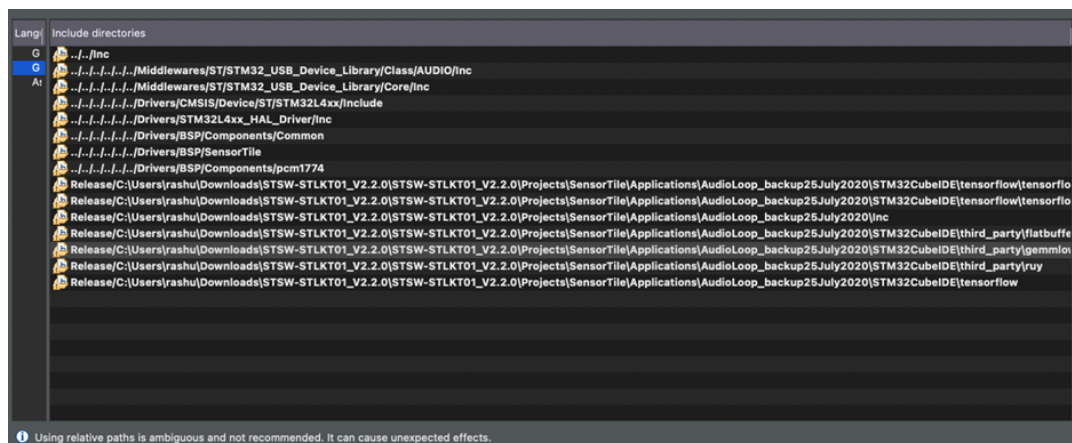 Langu Include directories
G ../../Inc
G ../../../../../../Middlewares/ST/STM32_USB_Device_Library/Class/AUDIO/Inc
As ../../../../../../Middlewares/ST/STM32_USB_Device_Library/Core/Inc
../../../../../../Drivers/CMSIS/Device/ST/STM32L4xx/Include
../../../../../../Drivers/STM32L4xx_HAL_Driver/Inc
../../../../../../Drivers/BSP/Components/Common
../../../../../../Drivers/BSP/SensorTile
../../../../../../Drivers/BSP/Components/pcm1774
Release/C:\Users\rashu\Downloads\STSW-STLKT01_V2.2.0\STSW-STLKT01_V2.2.0\Projects\SensorTile\Applications\AudioLoop_backup25July2020\STM32CubeIDE\tensorflow\tensorflo
Release/C:\Users\rashu\Downloads\STSW-STLKT01_V2.2.0\STSW-STLKT01_V2.2.0\Projects\SensorTile\Applications\AudioLoop_backup25July2020\STM32CubeIDE\tensorflow\tensorflo
Release/C:\Users\rashu\Downloads\STSW-STLKT01_V2.2.0\STSW-STLKT01_V2.2.0\Projects\SensorTile\Applications\AudioLoop_backup25July2020\Inc
Release/C:\Users\rashu\Downloads\STSW-STLKT01_V2.2.0\STSW-STLKT01_V2.2.0\Projects\SensorTile\Applications\AudioLoop_backup25July2020\STM32CubeIDE\third_party\flatbuffe
Release/C:\Users\rashu\Downloads\STSW-STLKT01_V2.2.0\STSW-STLKT01_V2.2.0\Projects\SensorTile\Applications\AudioLoop_backup25July2020\STM32CubeIDE\third_party\gemmlow
Release/C:\Users\rashu\Downloads\STSW-STLKT01_V2.2.0\STSW-STLKT01_V2.2.0\Projects\SensorTile\Applications\AudioLoop_backup25July2020\STM32CubeIDE\third_party\ruy
Release/C:\Users\rashu\Downloads\STSW-STLKT01_V2.2.0\STSW-STLKT01_V2.2.0\Projects\SensorTile\Applications\AudioLoop_backup25July2020\STM32CubeIDE\tensorflow
Using relative paths is ambiguous and not recommended. It can cause unexpected effects.